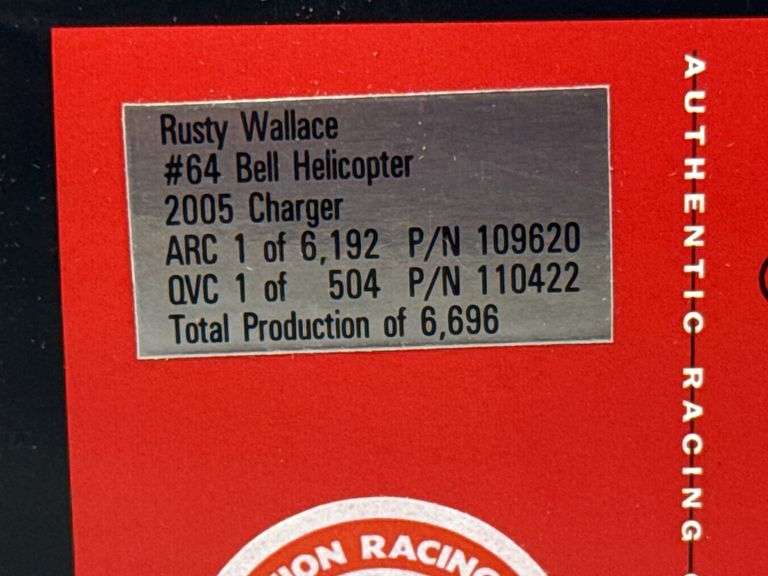 Rusty Wallace
#64 Bell Helicopter
2005 Charger
ARC 1 of 6,192 P/N 109620
QVC 1 of 504 P/N 110422
Total Production of 6,696
AUTHENTIC RACING
RACING